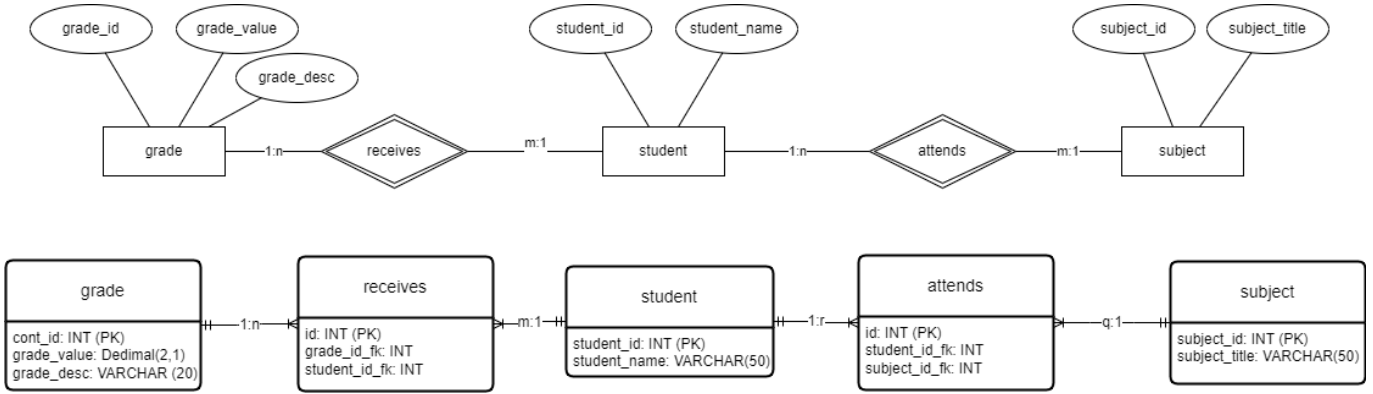 grade_id
grade_value
grade_desc
student_id
student_name
subject_id
subject_title
grade
1:n
receives
m:1
student
1:n
attends
m:1
subject
grade
cont_id: INT (PK)
grade_value: Dedimal(2,1)
grade_desc: VARCHAR (20)
1:n
receives
id: INT (PK)
grade_id_fk: INT
student_id_fk: INT
m:1
student
student_id: INT (PK)
student_name: VARCHAR(50)
1:r
attends
id: INT (PK)
student_id_fk: INT
subject_id_fk: INT
q:1
subject
subject_id: INT (PK)
subject_title: VARCHAR(50)